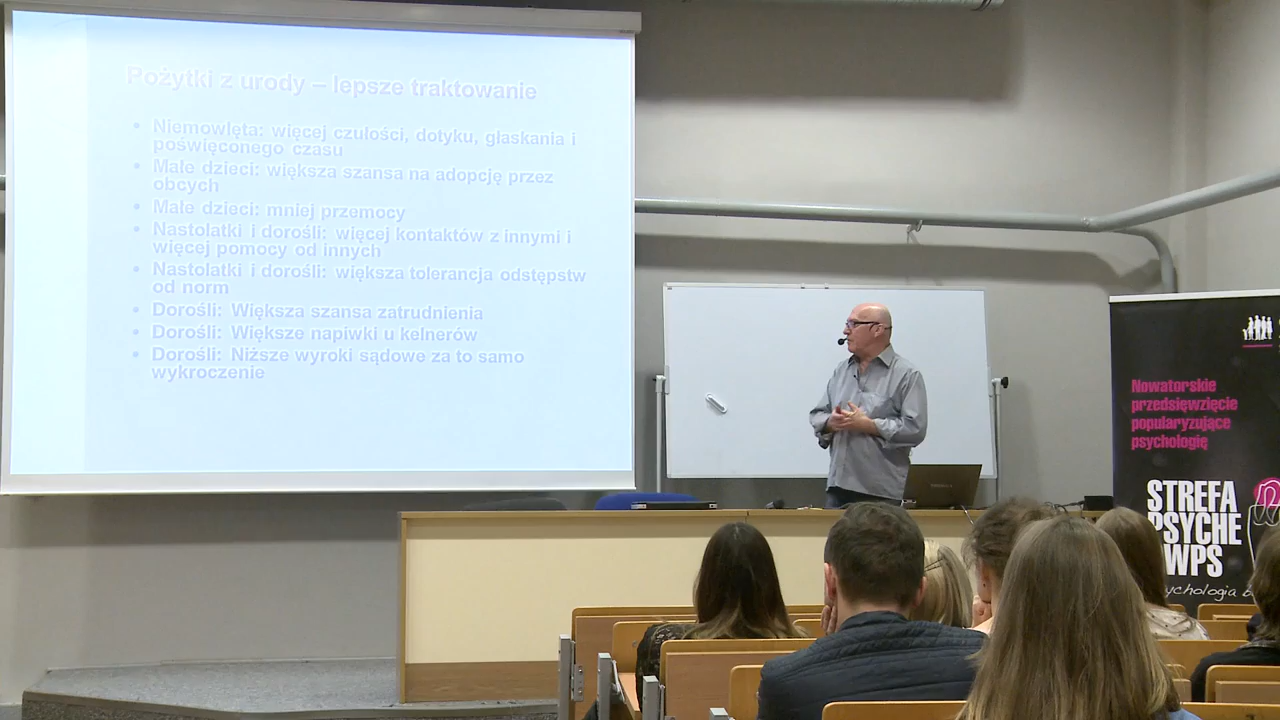 Pożytki z urody – lepsze traktowanie
• Niemowlęta: więcej czułości, dotyku, głaskania i
poświęconego czasu
• Małe dzieci: większa szansa na adopcję przez
obcych
• Małe dzieci: mniej przemocy
• Nastolatki i dorośli: więcej kontaktów z innymi i
więcej pomocy od innych
• Nastolatki i dorośli: większa tolerancja odstępstw
od norm
• Dorośli: Większa szansa zatrudnienia
• Dorośli: Większe napiwki u kelnerów
• Dorośli: Niższe wyroki sądowe za to samo
wykroczenie
Nowatorskie
przedsięwzięcie
popularyzujące
psychologię
STREFA
PSYCHE
WPS